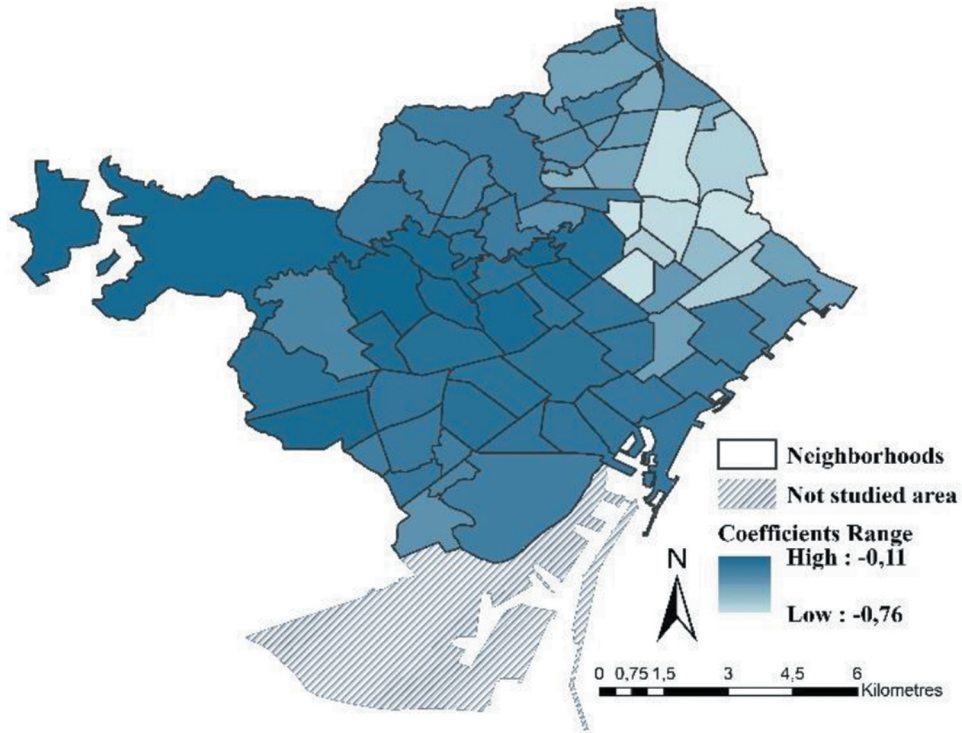 Neighborhoods
Not studied area
Coefficients Range
High : -0,11
Low : -0,76
N
0 0,75 1,5 3 4,5 6
Kilometres